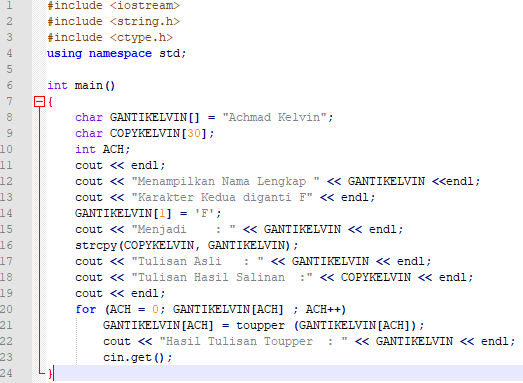 1 #include <iostream>
2 #include <string.h>
3 #include <ctype.h>
4 using namespace std;
5
6 int main()
7 {
8 char GANTIKELVIN[] = "Achmad Kelvin";
9 char COPYKELVIN[30];
10 int ACH;
11 cout << endl;
12 cout << "Menampilkan Nama Lengkap " << GANTIKELVIN <<endl;
13 cout << "Karakter Kedua diganti F" << endl;
14 GANTIKELVIN[1] = 'F';
15 cout << "Menjadi    : " << GANTIKELVIN << endl;
16 strcpy(COPYKELVIN, GANTIKELVIN);
17 cout << "Tulisan Asli   : " << GANTIKELVIN << endl;
18 cout << "Tulisan Hasil Salinan  :" << COPYKELVIN << endl;
19 cout << endl;
20 for (ACH = 0; GANTIKELVIN[ACH] ; ACH++)
21 GANTIKELVIN[ACH] = toupper (GANTIKELVIN[ACH]);
22 cout << "Hasil Tulisan Toupper  : " << GANTIKELVIN << endl;
23 cin.get();
24 }